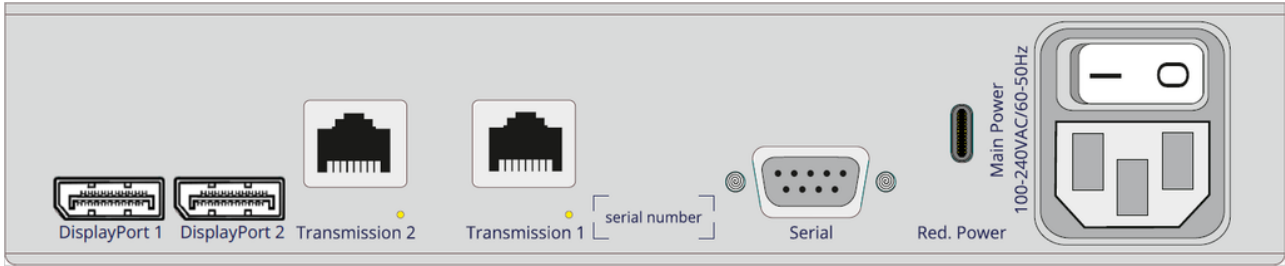 DisplayPort 1
DisplayPort 2
Transmission 2
Transmission 1
serial number
Serial
Red. Power
Main Power
100-240VAC/60-50Hz